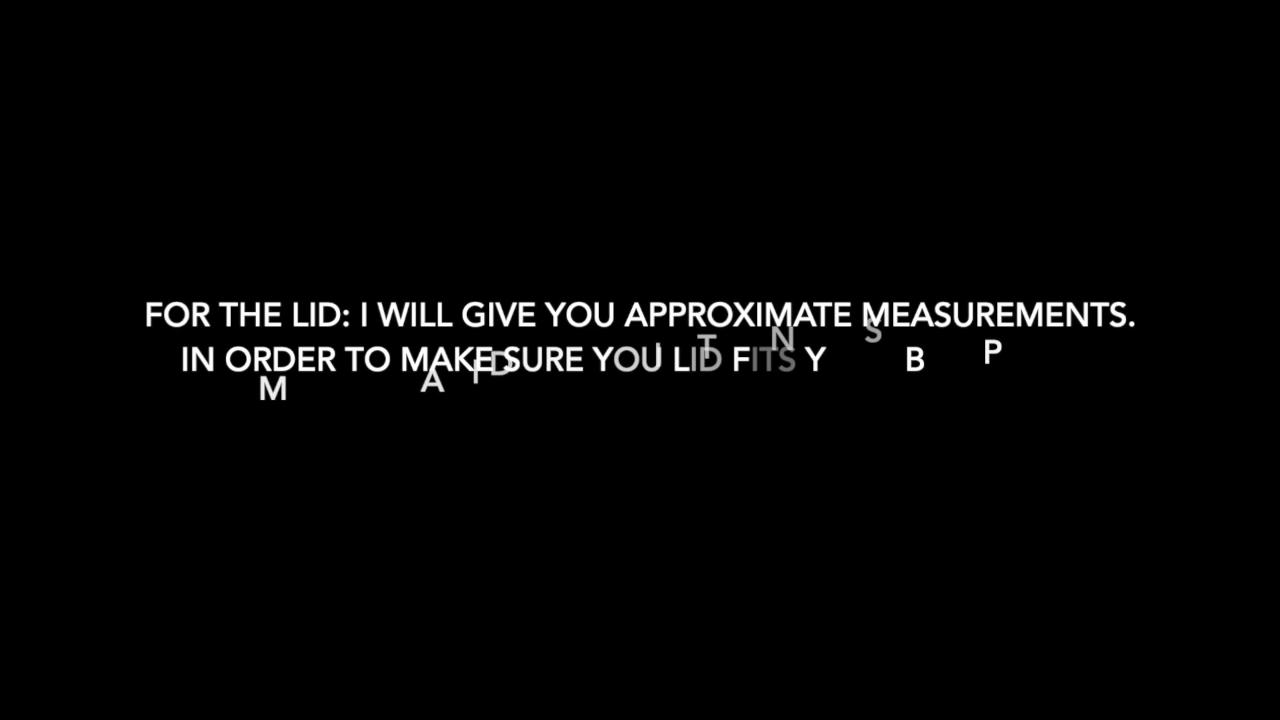 FOR THE LID: I WILL GIVE YOU APPROXIMATE MEASUREMENTS.
IN ORDER TO MAKE SURE YOU LID FITS Y B P